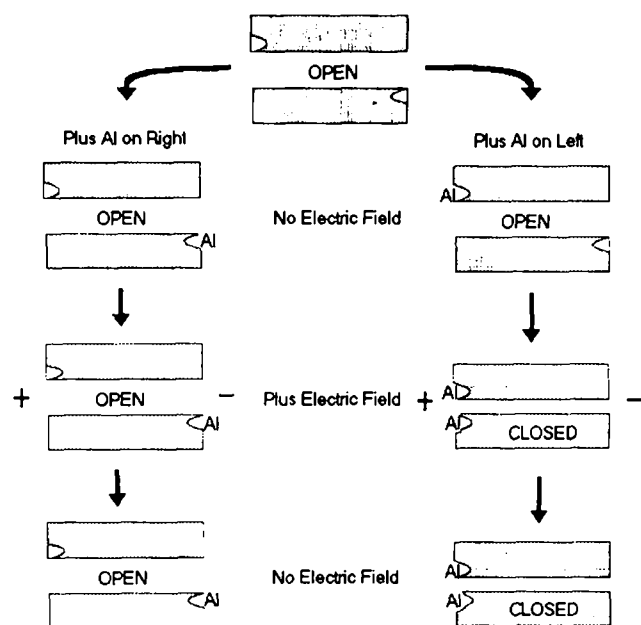 OPEN
Plus Al on Right
Plus Al on Left
Al
OPEN
Al
No Electric Field
OPEN
+
OPEN
-
Al
Plus Electric Field
+
Al
Al
CLOSED
-
OPEN
Al
No Electric Field
Al
Al
CLOSED